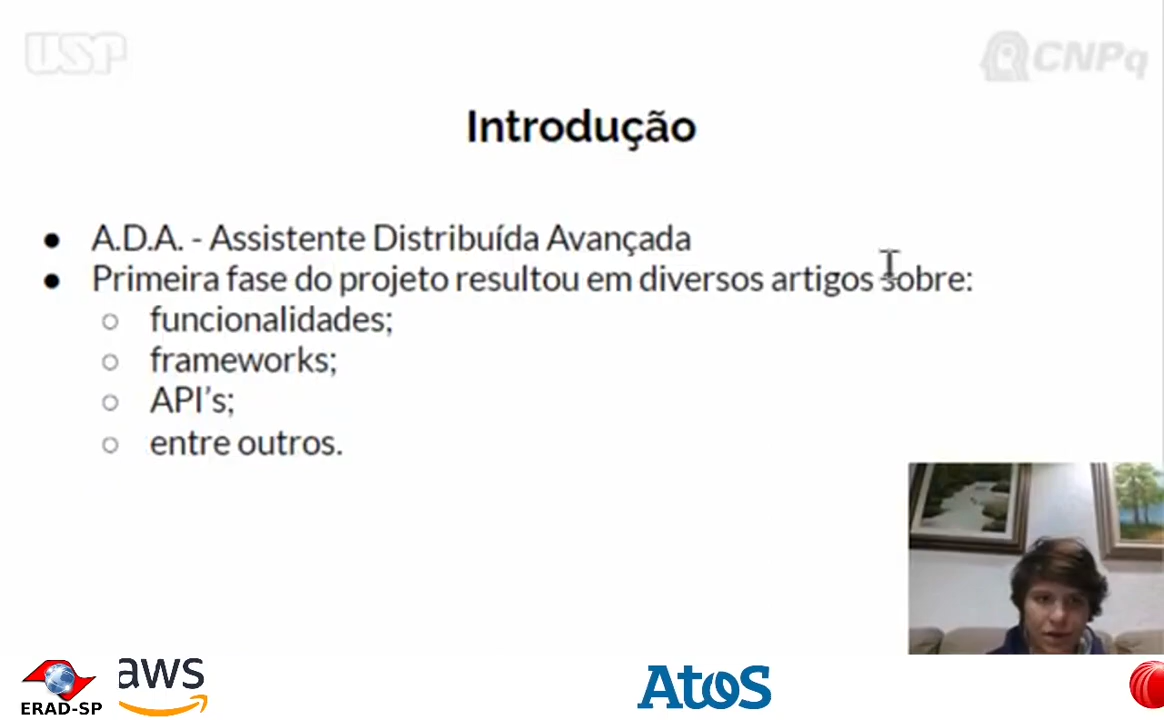 USP
CNPq
Introdução
● A.D.A. - Assistente Distribuída Avançada
● Primeira fase do projeto resultou em diversos artigos sobre:
○ funcionalidades;
○ frameworks;
○ API's;
○ entre outros.
ERAD-SP
aws
Atos